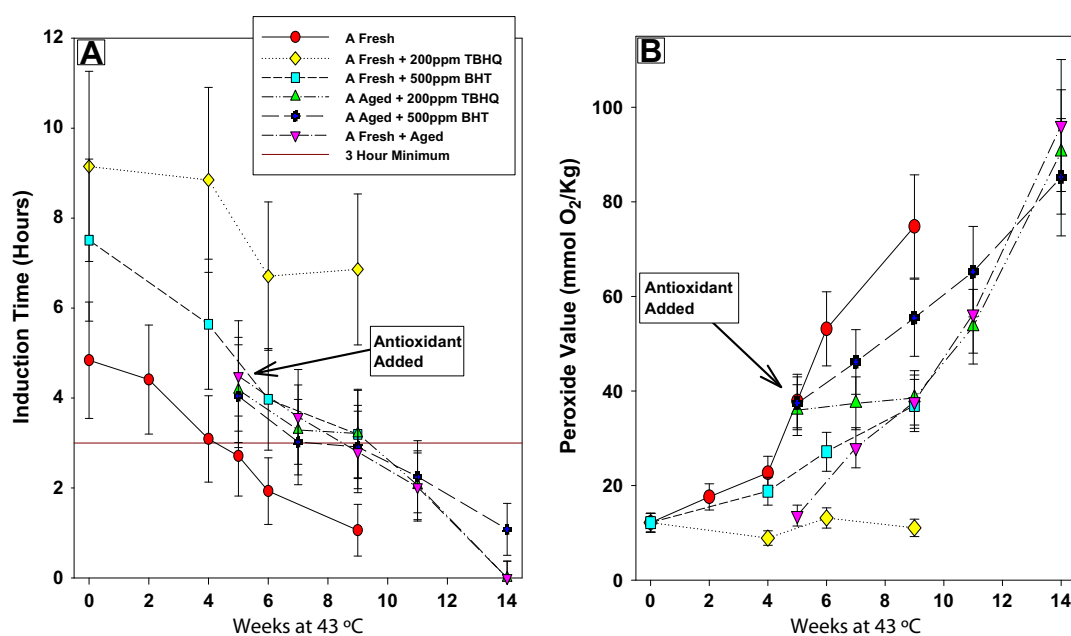 A
12
10
8
6
4
2
0
Induction Time (Hours)
0 2 4 6 8 10 12 14
Weeks at 43 ºC
A Fresh
A Fresh + 200ppm TBHQ
A Fresh + 500ppm BHT
A Aged + 200ppm TBHQ
A Aged + 500ppm BHT
A Fresh + Aged
3 Hour Minimum
Antioxidant
Added
B
100
80
60
40
20
0
Peroxide Value (mmol O₂/Kg)
0 2 4 6 8 10 12 14
Weeks at 43 ºC
Antioxidant
Added